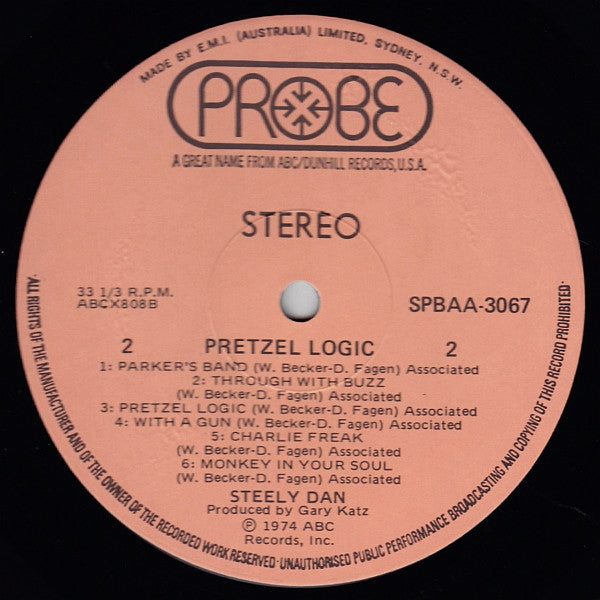 MADE BY E.M.I. (AUSTRALIA) LIMITED, SYDNEY, N.S.W.
PROBE
A GREAT NAME FROM ABC/DUNHILL RECORDS, U.S.A.
STEREO
33 1/3 R.P.M.
ABCX808B
SPBAA-3067
2 PRETZEL LOGIC 2
1: PARKER'S BAND (W. Becker-D. Fagen) Associated
2: THROUGH WITH BUZZ
(W. Becker-D. Fagen) Associated
3: PRETZEL LOGIC (W. Becker-D. Fagen) Associated
4: WITH A GUN (W. Becker-D. Fagen) Associated
5: CHARLIE FREAK
(W. Becker-D. Fagen) Associated
6: MONKEY IN YOUR SOUL
(W. Becker-D. Fagen) Associated
STEELY DAN
Produced by Gary Katz
℗ 1974 ABC
Records, Inc.
·ALL RIGHTS OF THE MANUFACTURER AND OF THE OWNER OF THE RECORDED WORK RESERVED·UNAUTHORISED PUBLIC PERFORMANCE BROADCASTING AND COPYING OF THIS RECORD PROHIBITED·